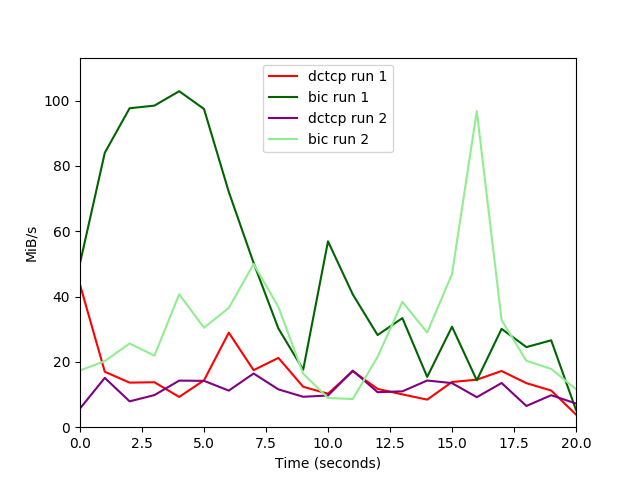 dctcp run 1
bic run 1
dctcp run 2
bic run 2
MiB/s
100
80
60
40
20
0
0.0 2.5 5.0 7.5 10.0 12.5 15.0 17.5 20.0
Time (seconds)